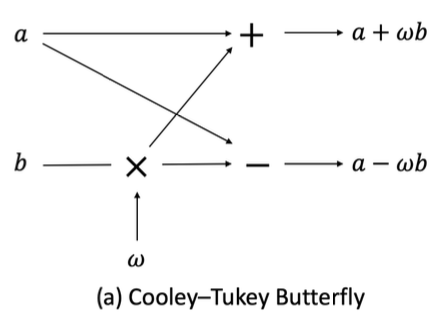 a + a + ωb
b × − a − ωb
ω
(a) Cooley–Tukey Butterfly